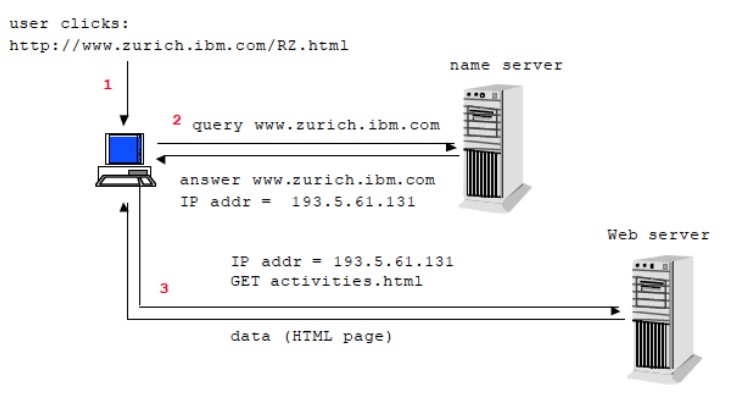 user clicks:
http://www.zurich.ibm.com/RZ.html
name server
1
2
query www.zurich.ibm.com
answer www.zurich.ibm.com
IP addr = 193.5.61.131
Web server
IP addr = 193.5.61.131
GET activities.html
3
data (HTML page)